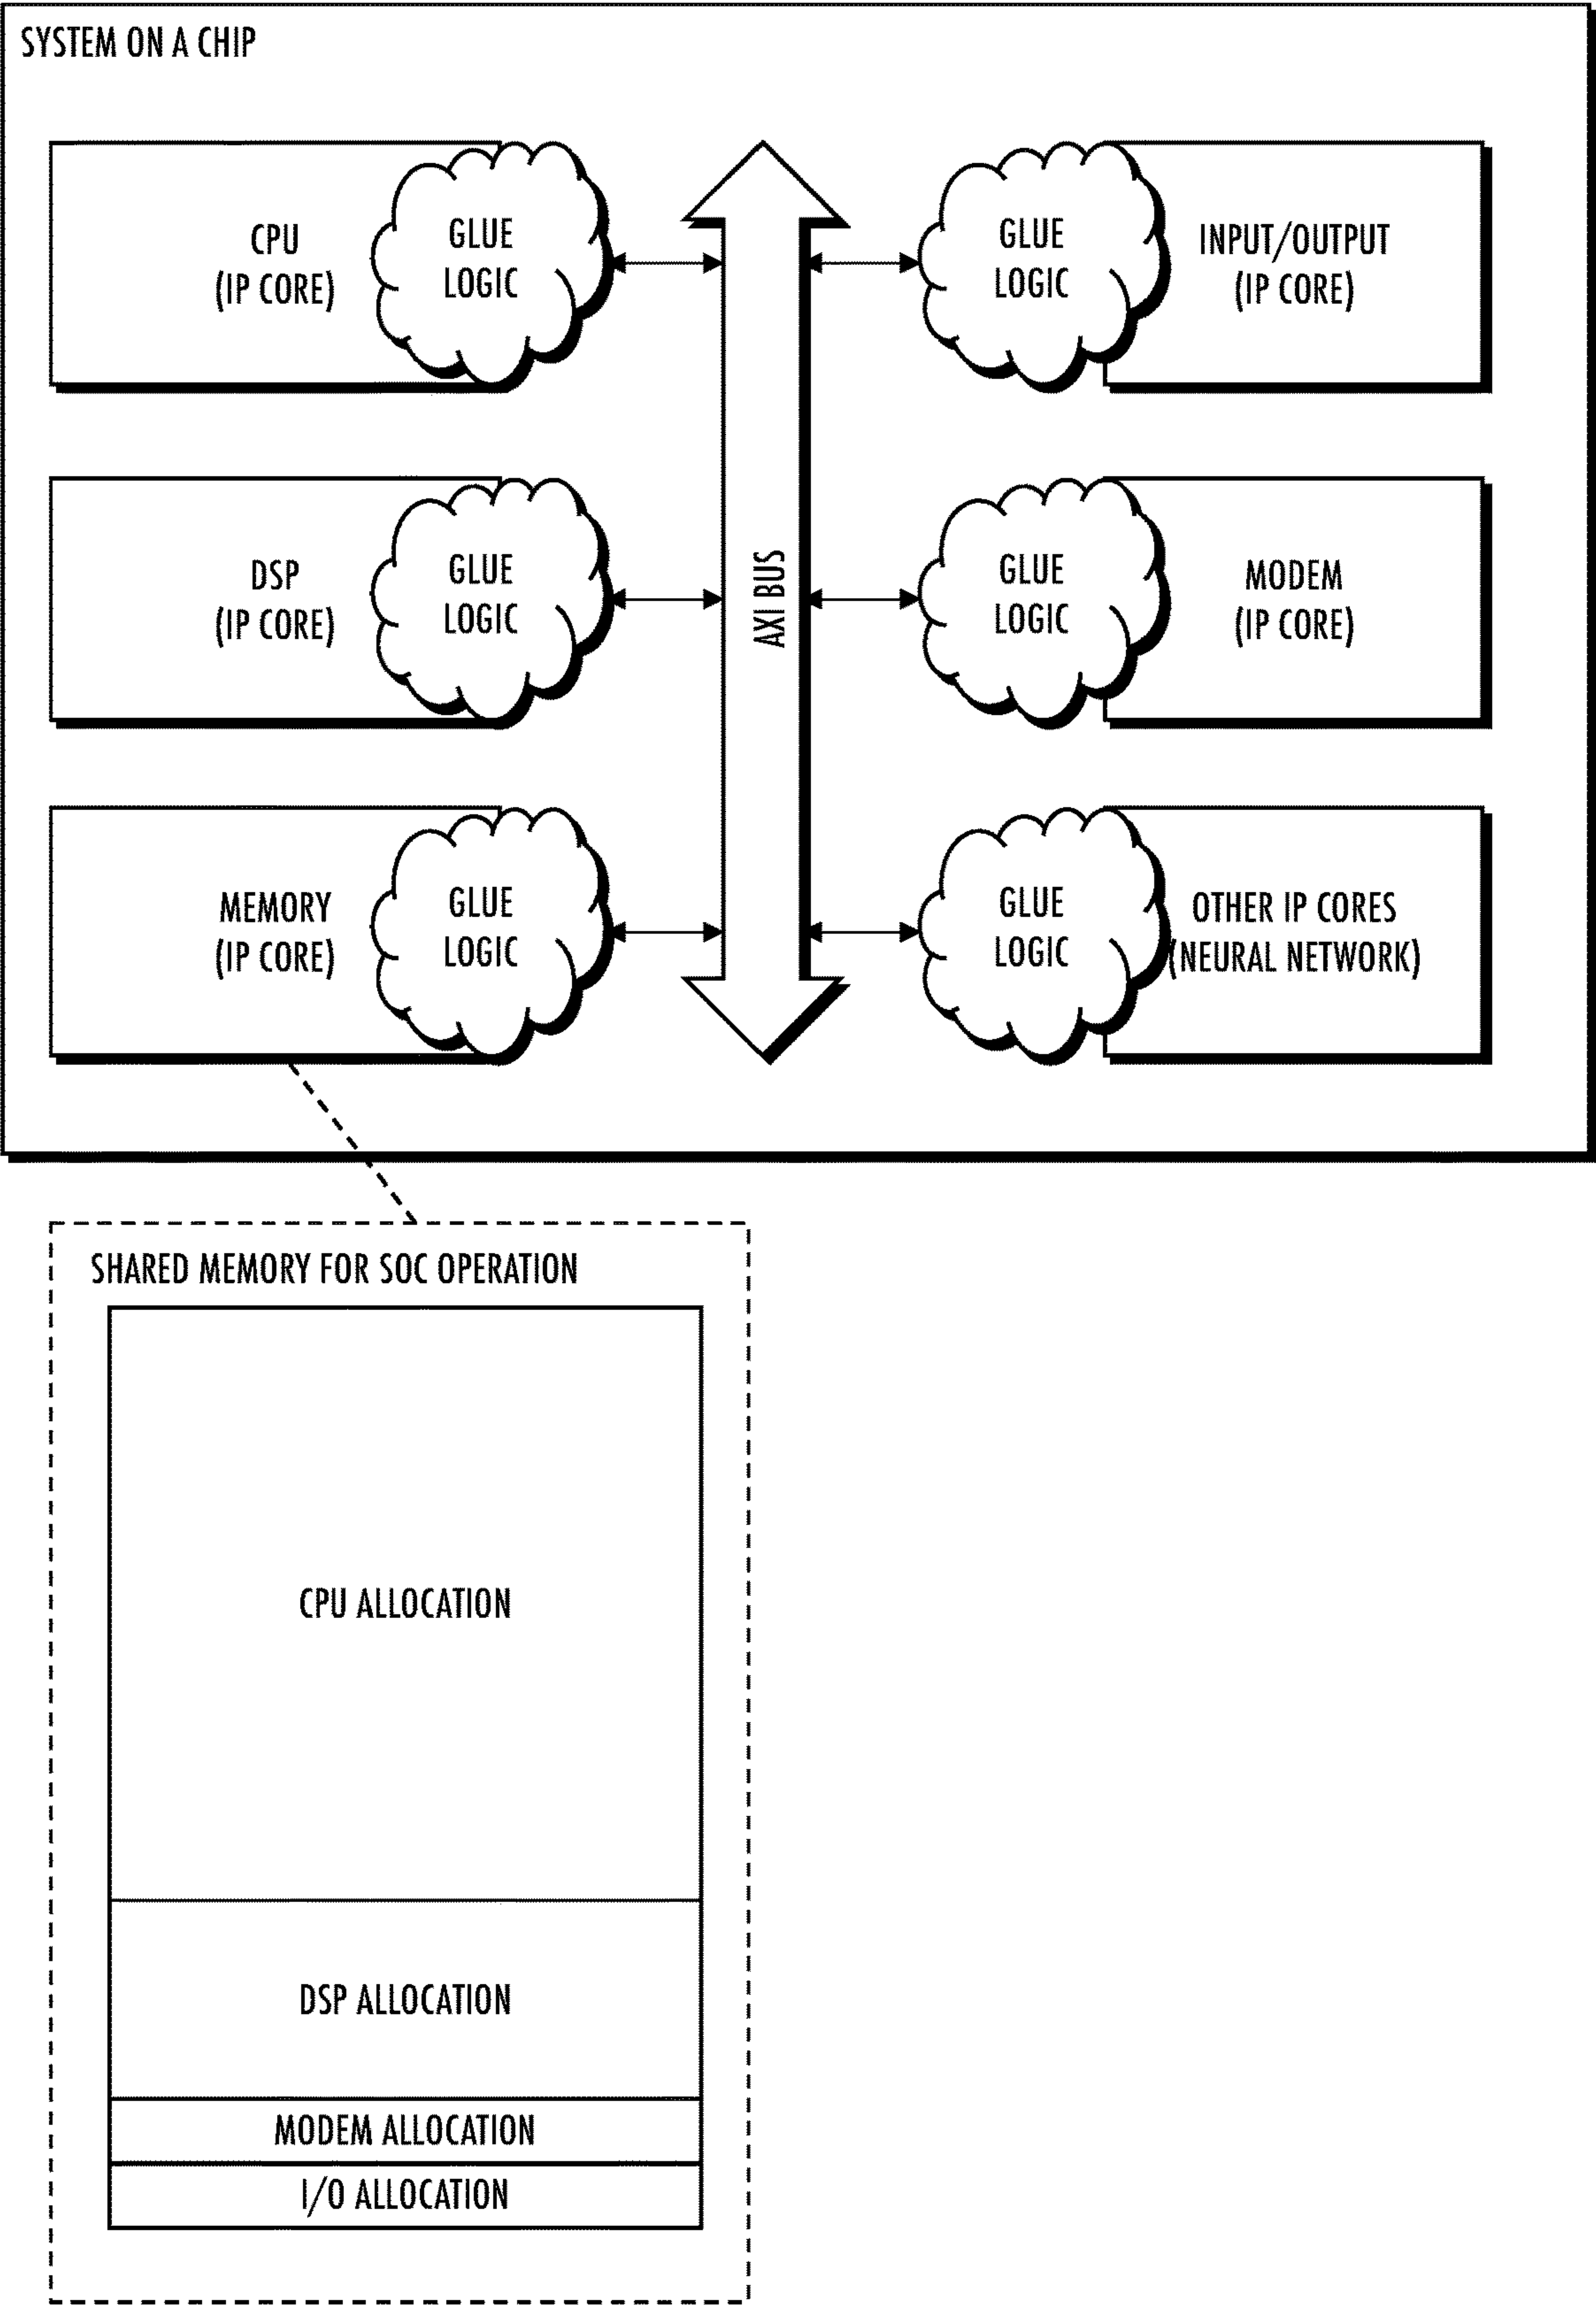 SYSTEM ON A CHIP
CPU
(IP CORE)
GLUE
LOGIC
GLUE
LOGIC
INPUT/OUTPUT
(IP CORE)
DSP
(IP CORE)
GLUE
LOGIC
AXI BUS
GLUE
LOGIC
MODEM
(IP CORE)
MEMORY
(IP CORE)
GLUE
LOGIC
GLUE
LOGIC
OTHER IP CORES
(NEURAL NETWORK)
SHARED MEMORY FOR SOC OPERATION
CPU ALLOCATION
DSP ALLOCATION
MODEM ALLOCATION
I/O ALLOCATION